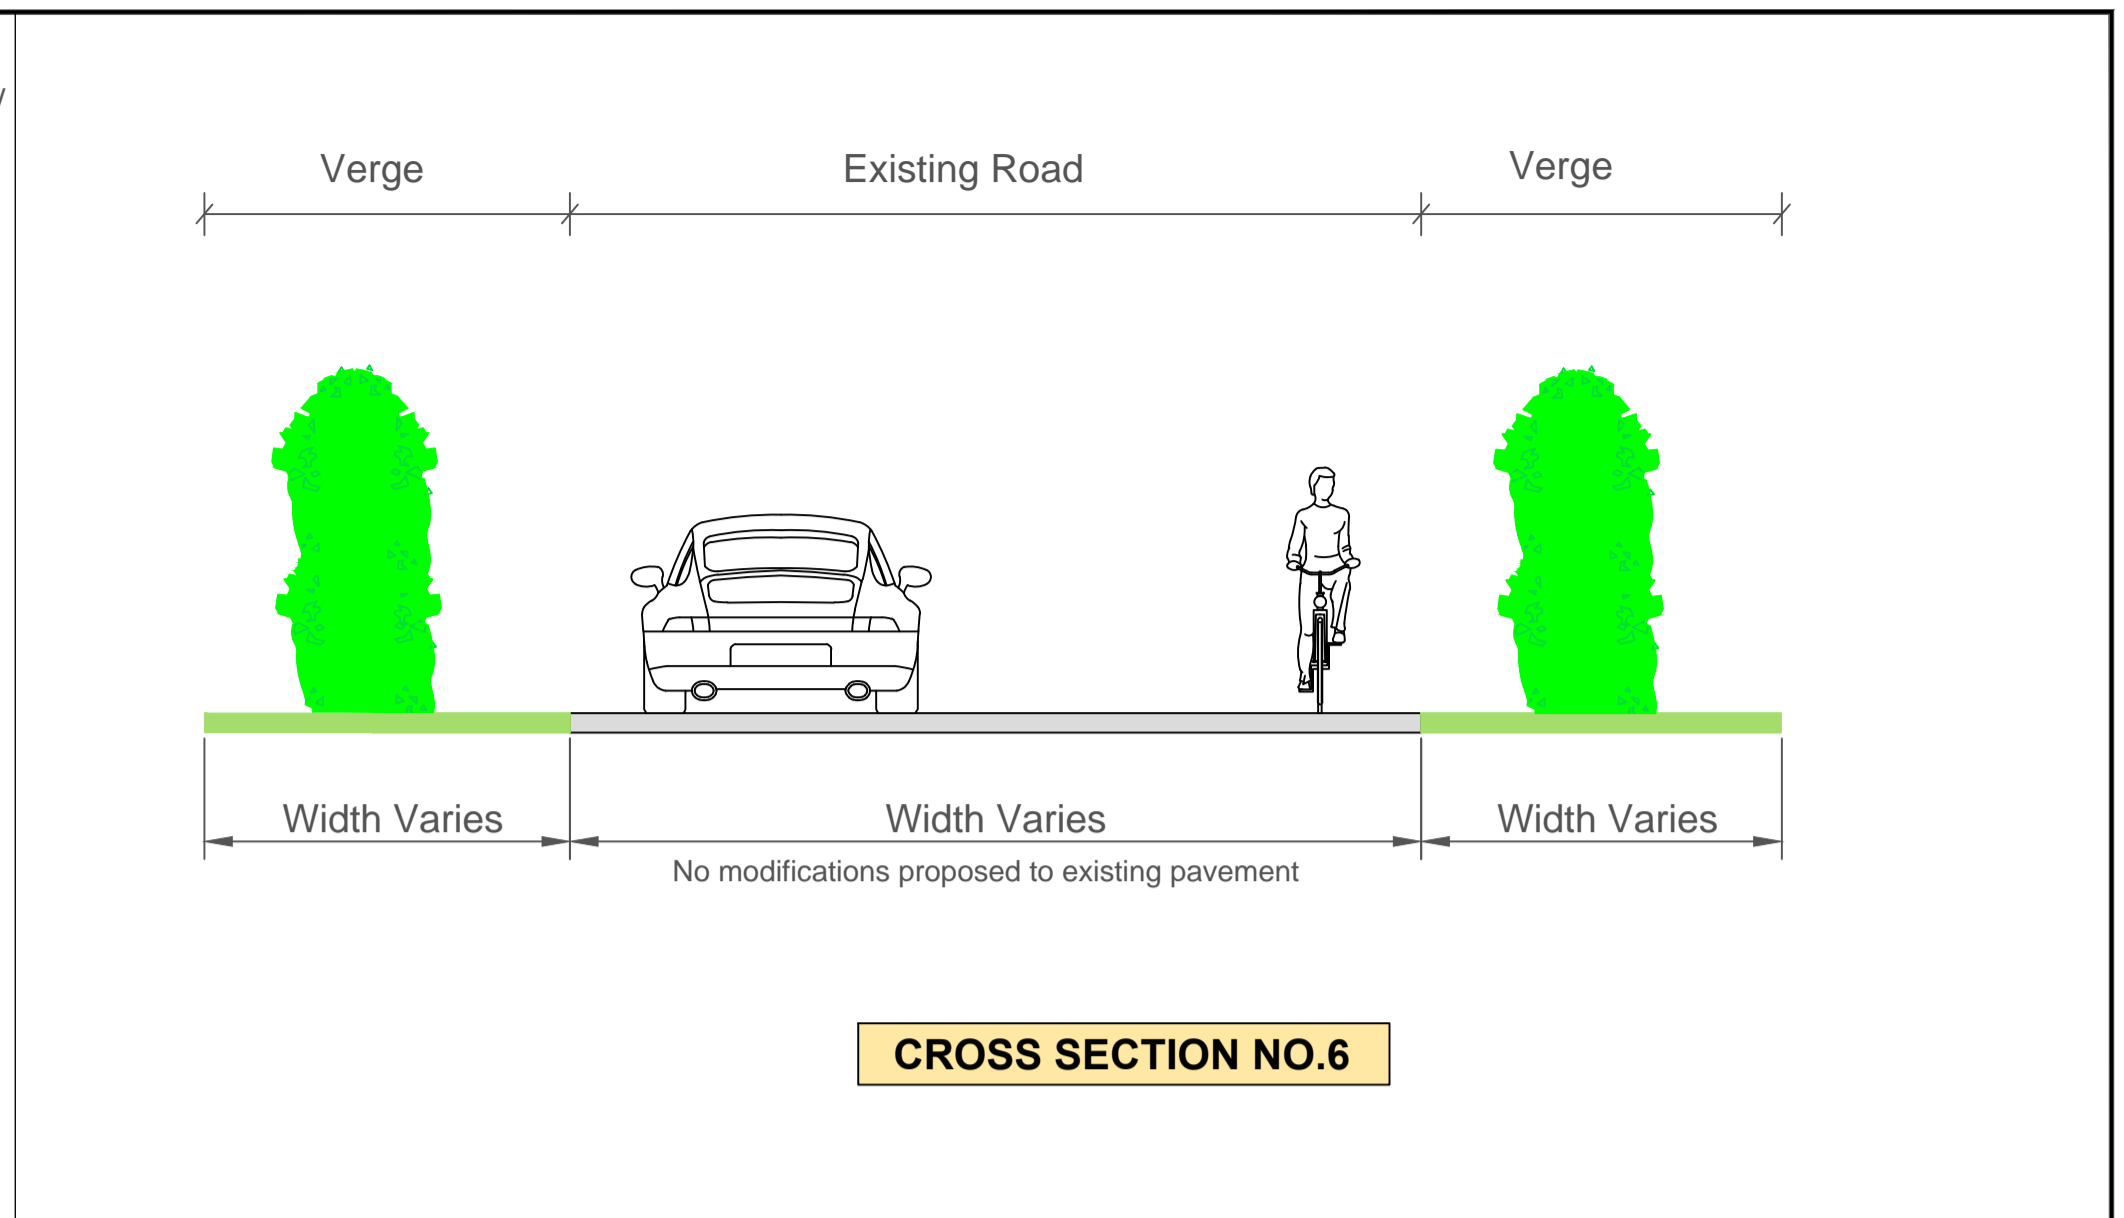 Verge
Existing Road
Verge
Width Varies
Width Varies
Width Varies
No modifications proposed to existing pavement
CROSS SECTION NO.6